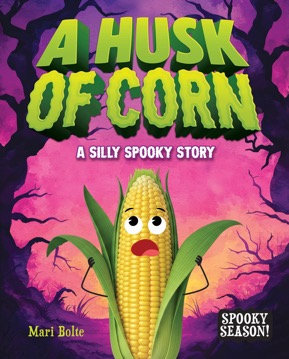 A HUSK
OF CORN
A SILLY SPOOKY STORY
Mari Bolte
SPOOKY
SEASON!